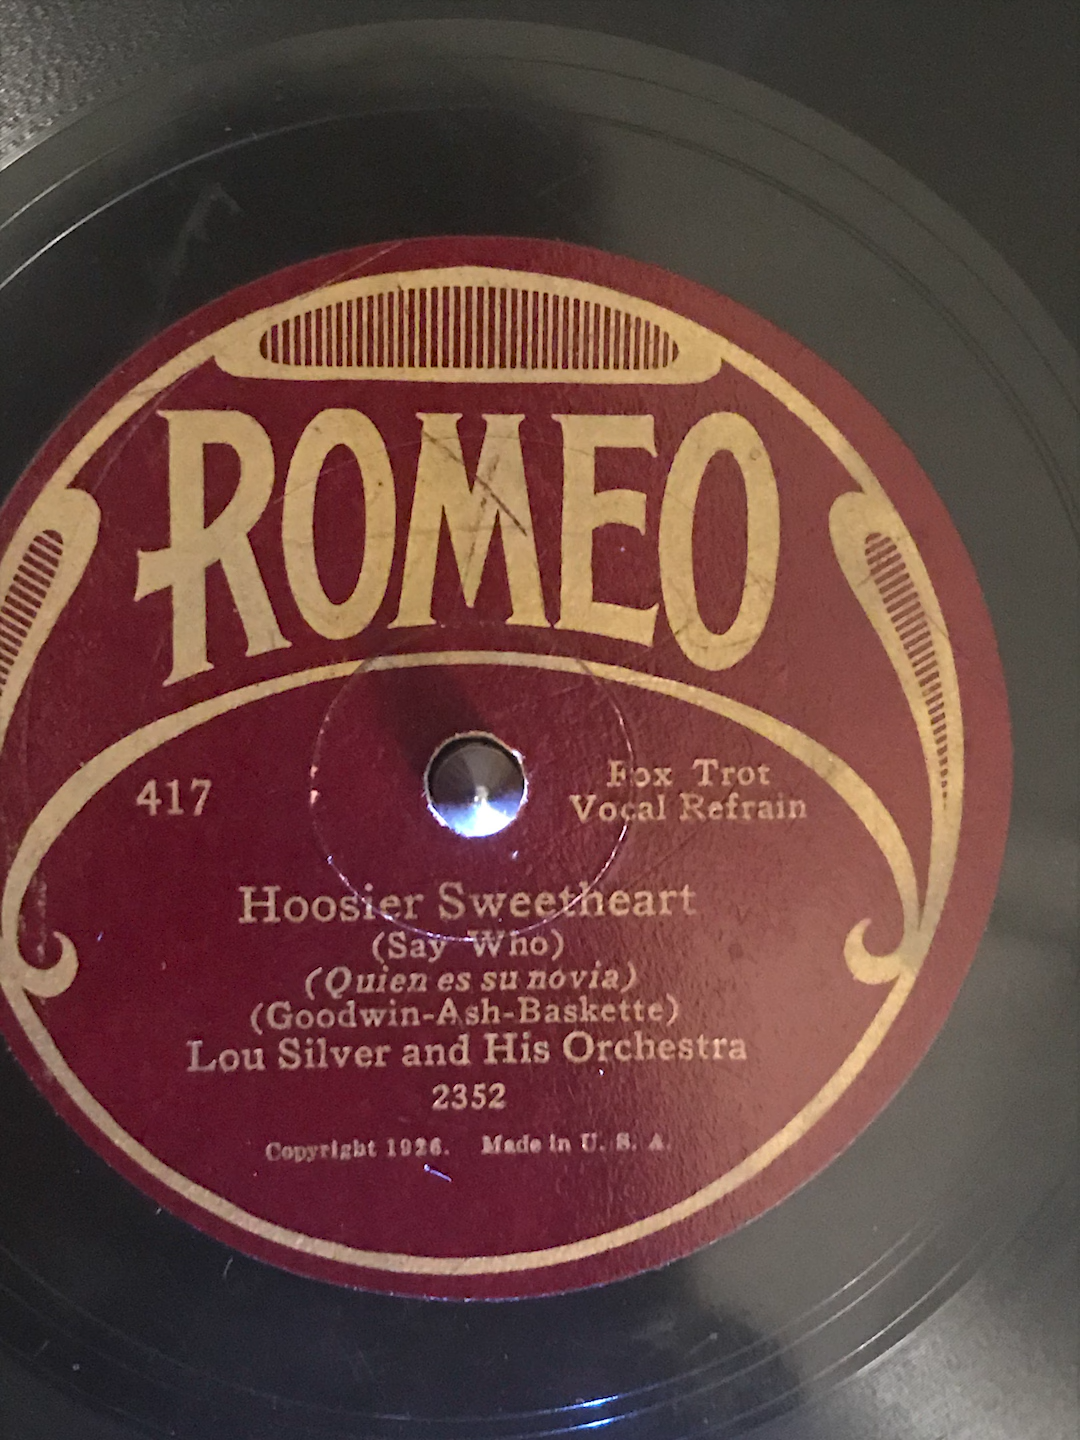 ROMEO
417
Fox Trot
Vocal Refrain
Hoosier Sweetheart
(Say Who)
(Quien es su novia)
(Goodwin-Ash-Baskette)
Lou Silver and His Orchestra
2352
Copyright 1926. Made in U. S. A.